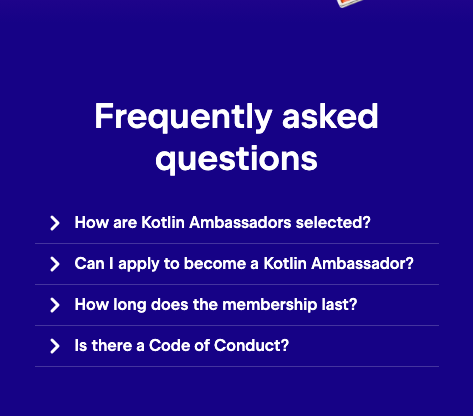 Frequently asked
questions
How are Kotlin Ambassadors selected?
Can I apply to become a Kotlin Ambassador?
How long does the membership last?
Is there a Code of Conduct?